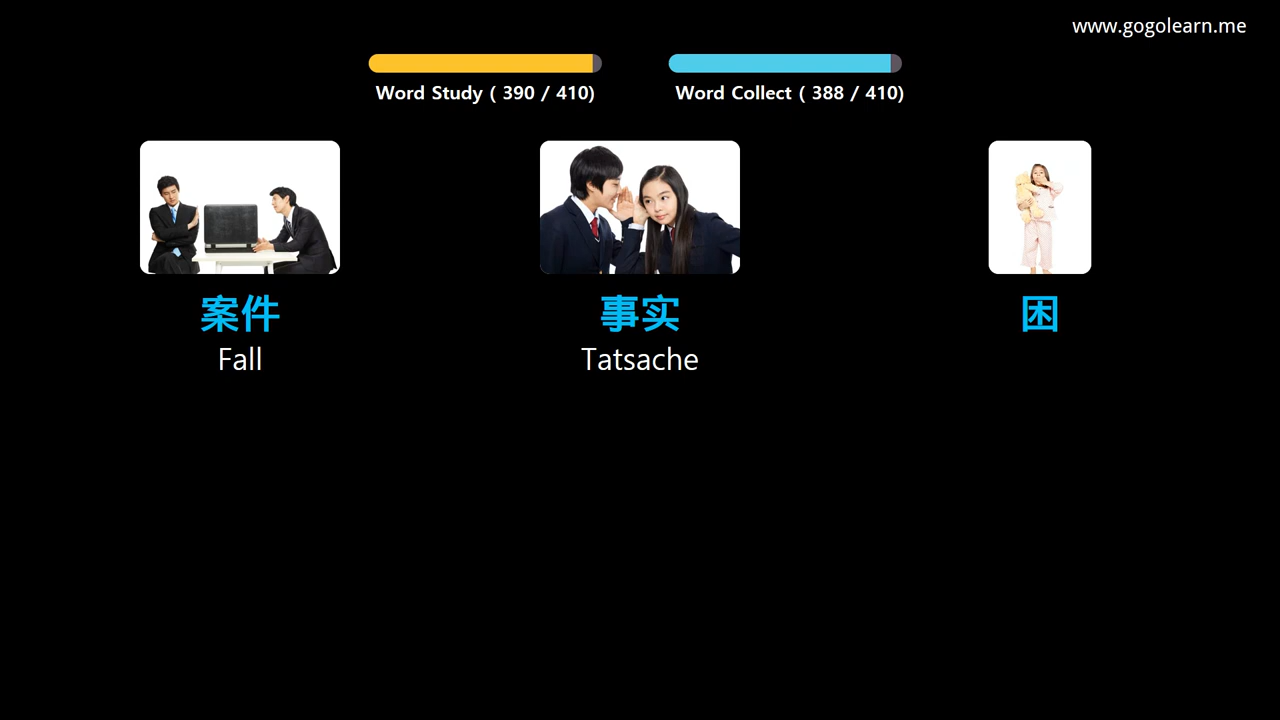 www.gogolearn.me
Word Study ( 390 / 410)
Word Collect ( 388 / 410)
案件
Fall
事实
Tatsache
困